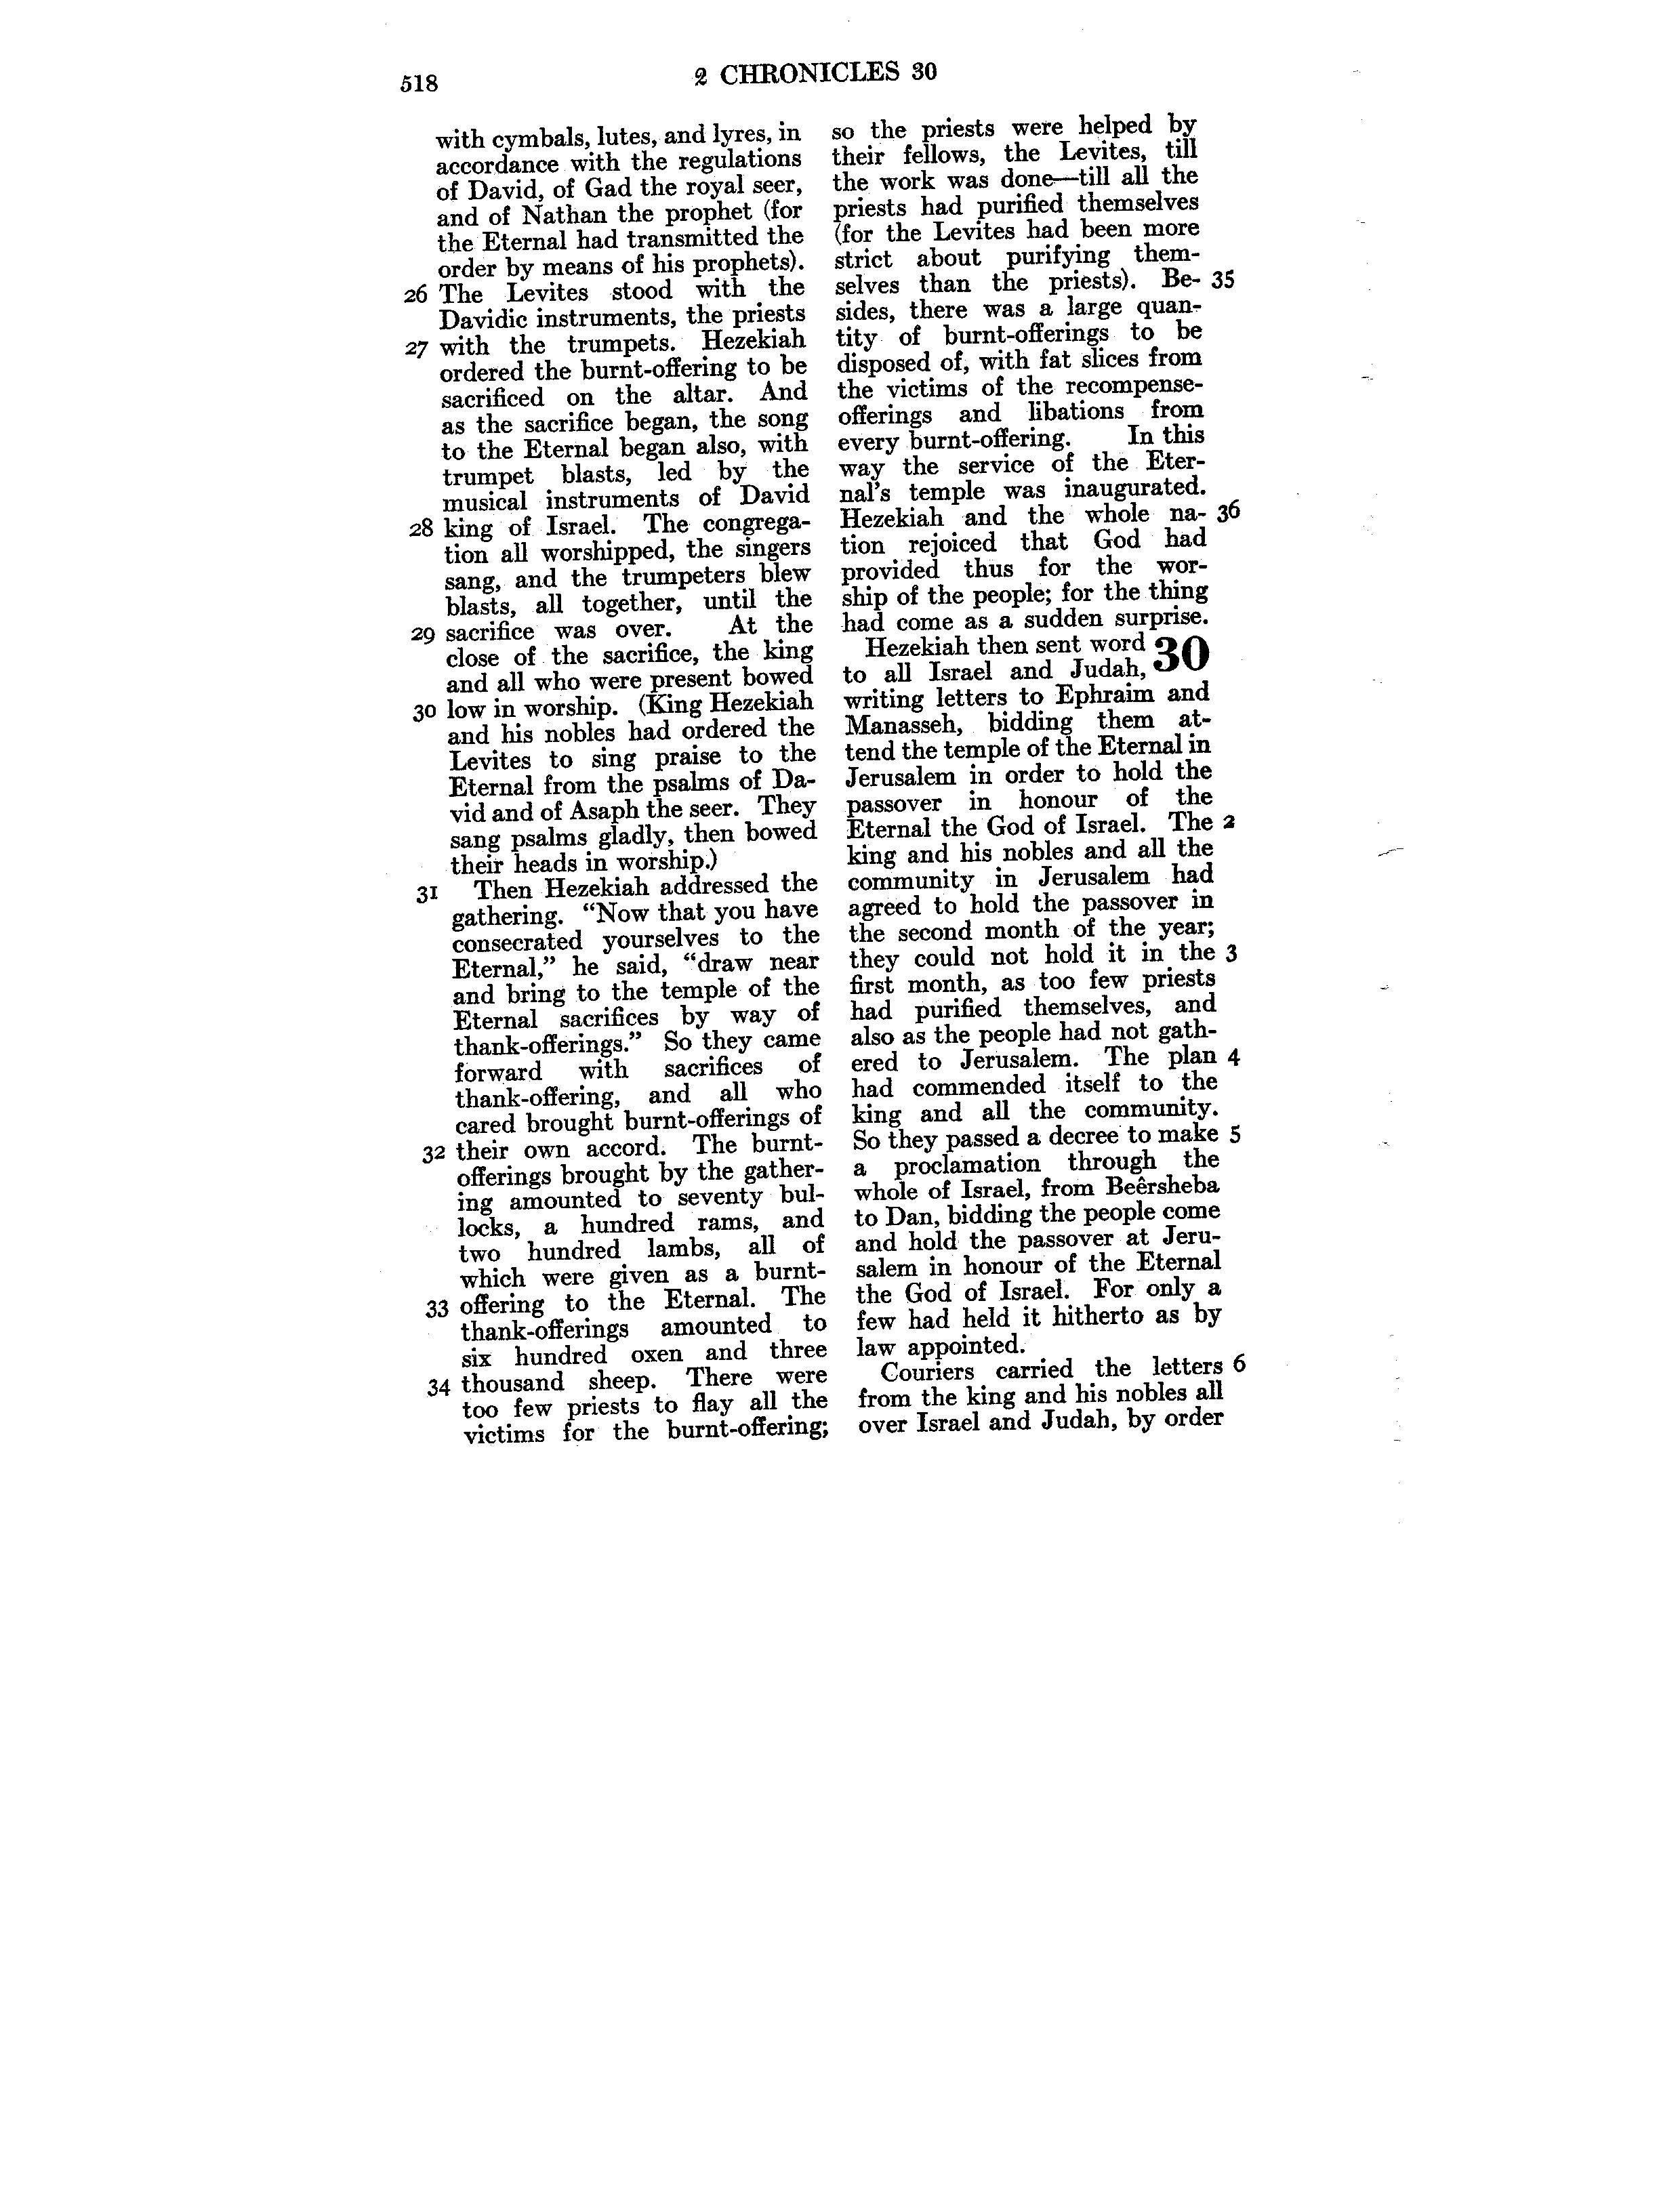 518
2 CHRONICLES 30
with cymbals, lutes, and lyres, in
accordance with the regulations
of David, of Gad the royal seer,
and of Nathan the prophet (for
the Eternal had transmitted the
order by means of his prophets).
26 The Levites stood with the
Davidic instruments, the priests
27 with the trumpets. Hezekiah
ordered the burnt-offering to be
sacrificed on the altar. And
as the sacrifice began, the song
to the Eternal began also, with
trumpet blasts, led by the
musical instruments of David
28 king of Israel. The congrega-
tion all worshipped, the singers
sang, and the trumpeters blew
blasts, all together, until the
29 sacrifice was over. At the
close of the sacrifice, the king
and all who were present bowed
30 low in worship. (King Hezekiah
and his nobles had ordered the
Levites to sing praise to the
Eternal from the psalms of Da-
vid and of Asaph the seer. They
sang psalms gladly, then bowed
their heads in worship.)
31 Then Hezekiah addressed the
gathering. “Now that you have
consecrated yourselves to the
Eternal,” he said, “draw near
and bring to the temple of the
Eternal sacrifices by way of
thank-offerings.” So they came
forward with sacrifices of
thank-offering, and all who
cared brought burnt-offerings of
32 their own accord. The burnt-
offerings brought by the gather-
ing amounted to seventy bul-
locks, a hundred rams, and
two hundred lambs, all of
which were given as a burnt-
33 offering to the Eternal. The
thank-offerings amounted to
six hundred oxen and three
34 thousand sheep. There were
too few priests to flay all the
victims for the burnt-offering;
so the priests were helped by
their fellows, the Levites, till
the work was done—till all the
priests had purified themselves
(for the Levites had been more
strict about purifying them-
selves than the priests). Be- 35
sides, there was a large quan-
tity of burnt-offerings to be
disposed of, with fat slices from
the victims of the recompense-
offerings and libations from
every burnt-offering. In this
way the service of the Eter-
nal’s temple was inaugurated.
Hezekiah and the whole na- 36
tion rejoiced that God had
provided thus for the wor-
ship of the people; for the thing
had come as a sudden surprise.
Hezekiah then sent word 30
to all Israel and Judah,
writing letters to Ephraim and
Manasseh, bidding them at-
tend the temple of the Eternal in
Jerusalem in order to hold the
passover in honour of the
Eternal the God of Israel. The 2
king and his nobles and all the
community in Jerusalem had
agreed to hold the passover in
the second month of the year;
they could not hold it in the 3
first month, as too few priests
had purified themselves, and
also as the people had not gath-
ered to Jerusalem. The plan 4
had commended itself to the
king and all the community.
So they passed a decree to make 5
a proclamation through the
whole of Israel, from Beêrsheba
to Dan, bidding the people come
and hold the passover at Jeru-
salem in honour of the Eternal
the God of Israel. For only a
few had held it hitherto as by
law appointed.
Couriers carried the letters 6
from the king and his nobles all
over Israel and Judah, by order